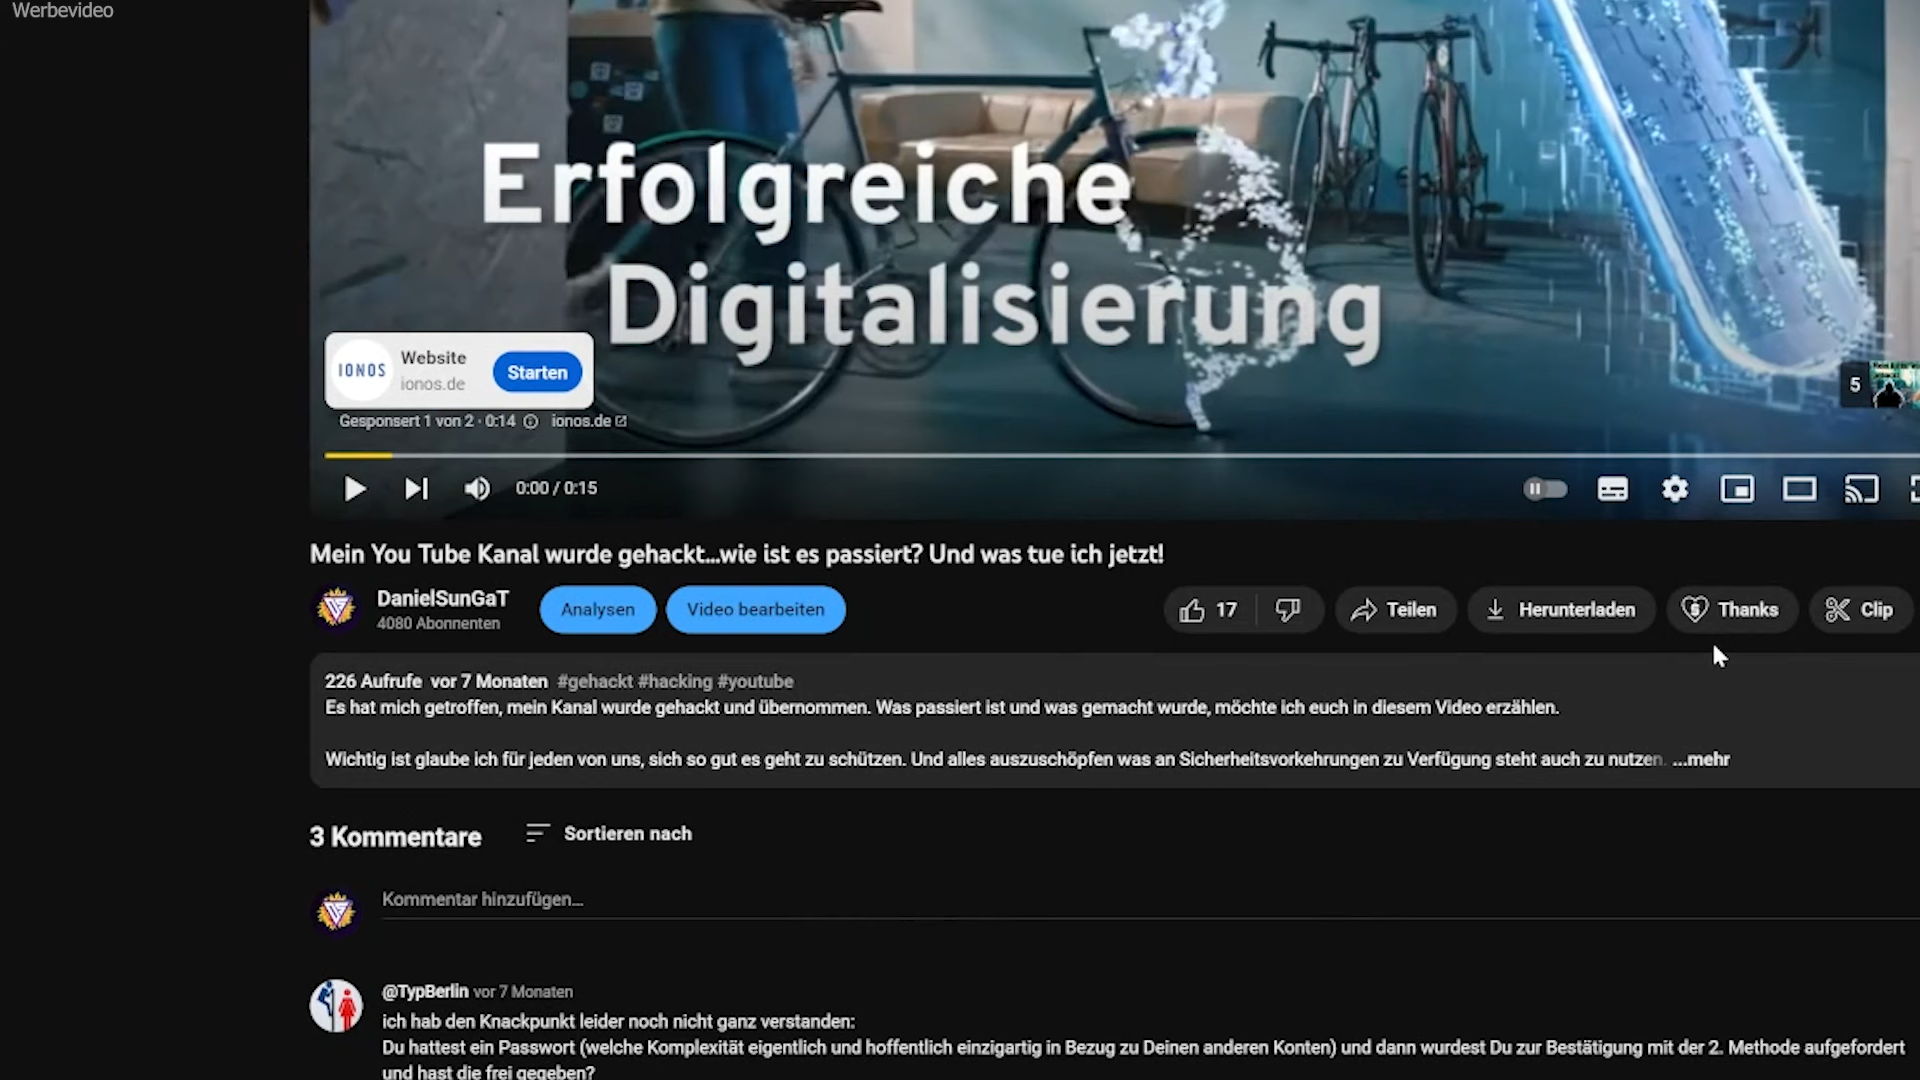 Werbevideo
Erfolgreiche
Digitalisierung
IONOS
Website
ionos.de
Starten
Gesponsert 1 von 2 · 0:14
ionos.de
5
0:00 / 0:15
Mein You Tube Kanal wurde gehackt...wie ist es passiert? Und was tue ich jetzt!
DanielSunGaT
4080 Abonnenten
Analysen
Video bearbeiten
17
Teilen
Herunterladen
Thanks
Clip
226 Aufrufe vor 7 Monaten #gehackt #hacking #youtube
Es hat mich getroffen, mein Kanal wurde gehackt und übernommen. Was passiert ist und was gemacht wurde, möchte ich euch in diesem Video erzählen.
Wichtig ist glaube ich für jeden von uns, sich so gut es geht zu schützen. Und alles auszuschöpfen was an Sicherheitsvorkehrungen zu Verfügung steht auch zu nutzen. ...mehr
3 Kommentare
Sortieren nach
Kommentar hinzufügen...
@TypBerlin vor 7 Monaten
ich hab den Knackpunkt leider noch nicht ganz verstanden:
Du hattest ein Passwort (welche Komplexität eigentlich und hoffentlich einzigartig in Bezug zu Deinen anderen Konten) und dann wurdest Du zur Bestätigung mit der 2. Methode aufgefordert
und hast die frei gegeben?